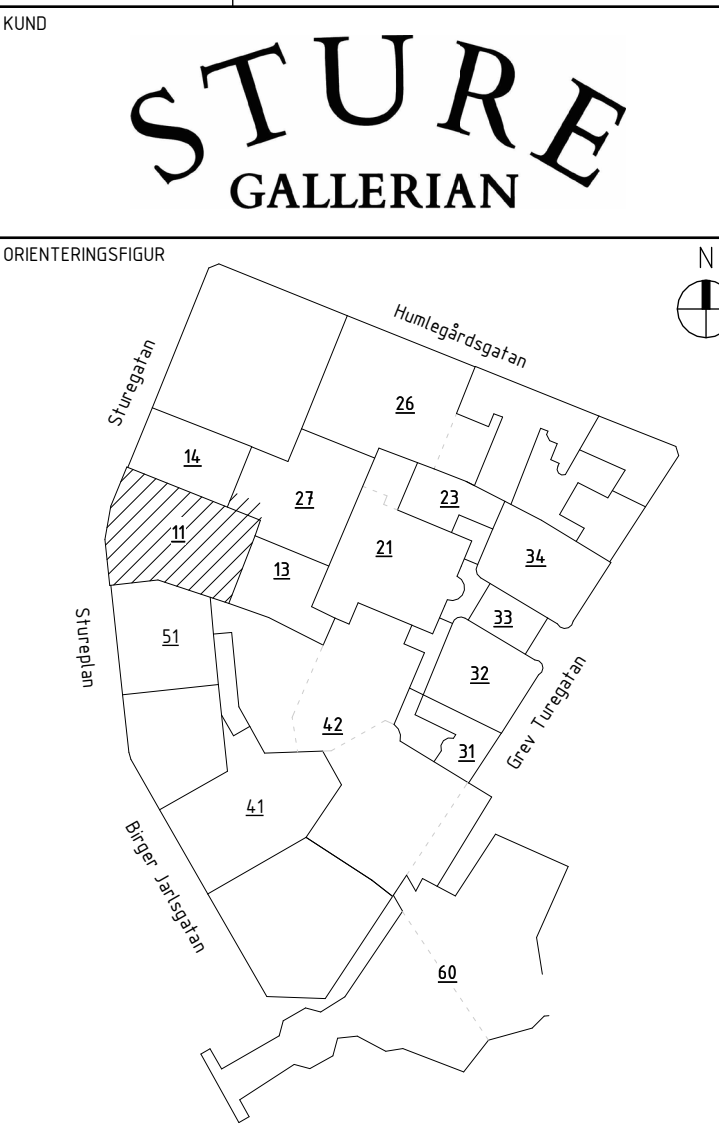 KUND
STURE
GALLERIAN
ORIENTERINGSFIGUR
N
Humlegårdsgatan
Sturegatan
26
14
27
23
11
21
34
13
33
51
Stureplan
32
42
Grev Turegatan
31
41
Birger Jarlsgatan
60